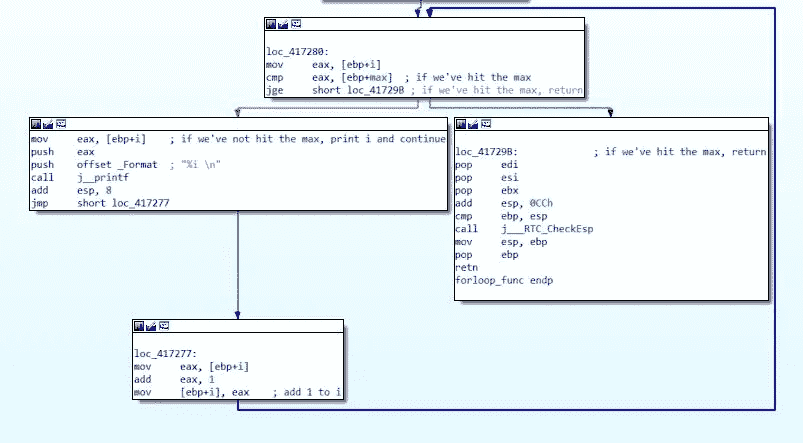 loc_417280:
mov eax, [ebp+i]
cmp eax, [ebp+max] ; if we've hit the max
jge short loc_41729B ; if we've hit the max, return
mov eax, [ebp+i] ; if we've not hit the max, print i and continue
push eax
push offset _Format ; "%i \n"
call j__printf
add esp, 8
jmp short loc_417277
loc_41729B: ; if we've hit the max, return
pop edi
pop esi
pop ebx
add esp, 0CCh
cmp ebp, esp
call j___RTC_CheckEsp
mov esp, ebp
pop ebp
retn
forloop_func endp
loc_417277:
mov eax, [ebp+i]
add eax, 1
mov [ebp+i], eax ; add 1 to i